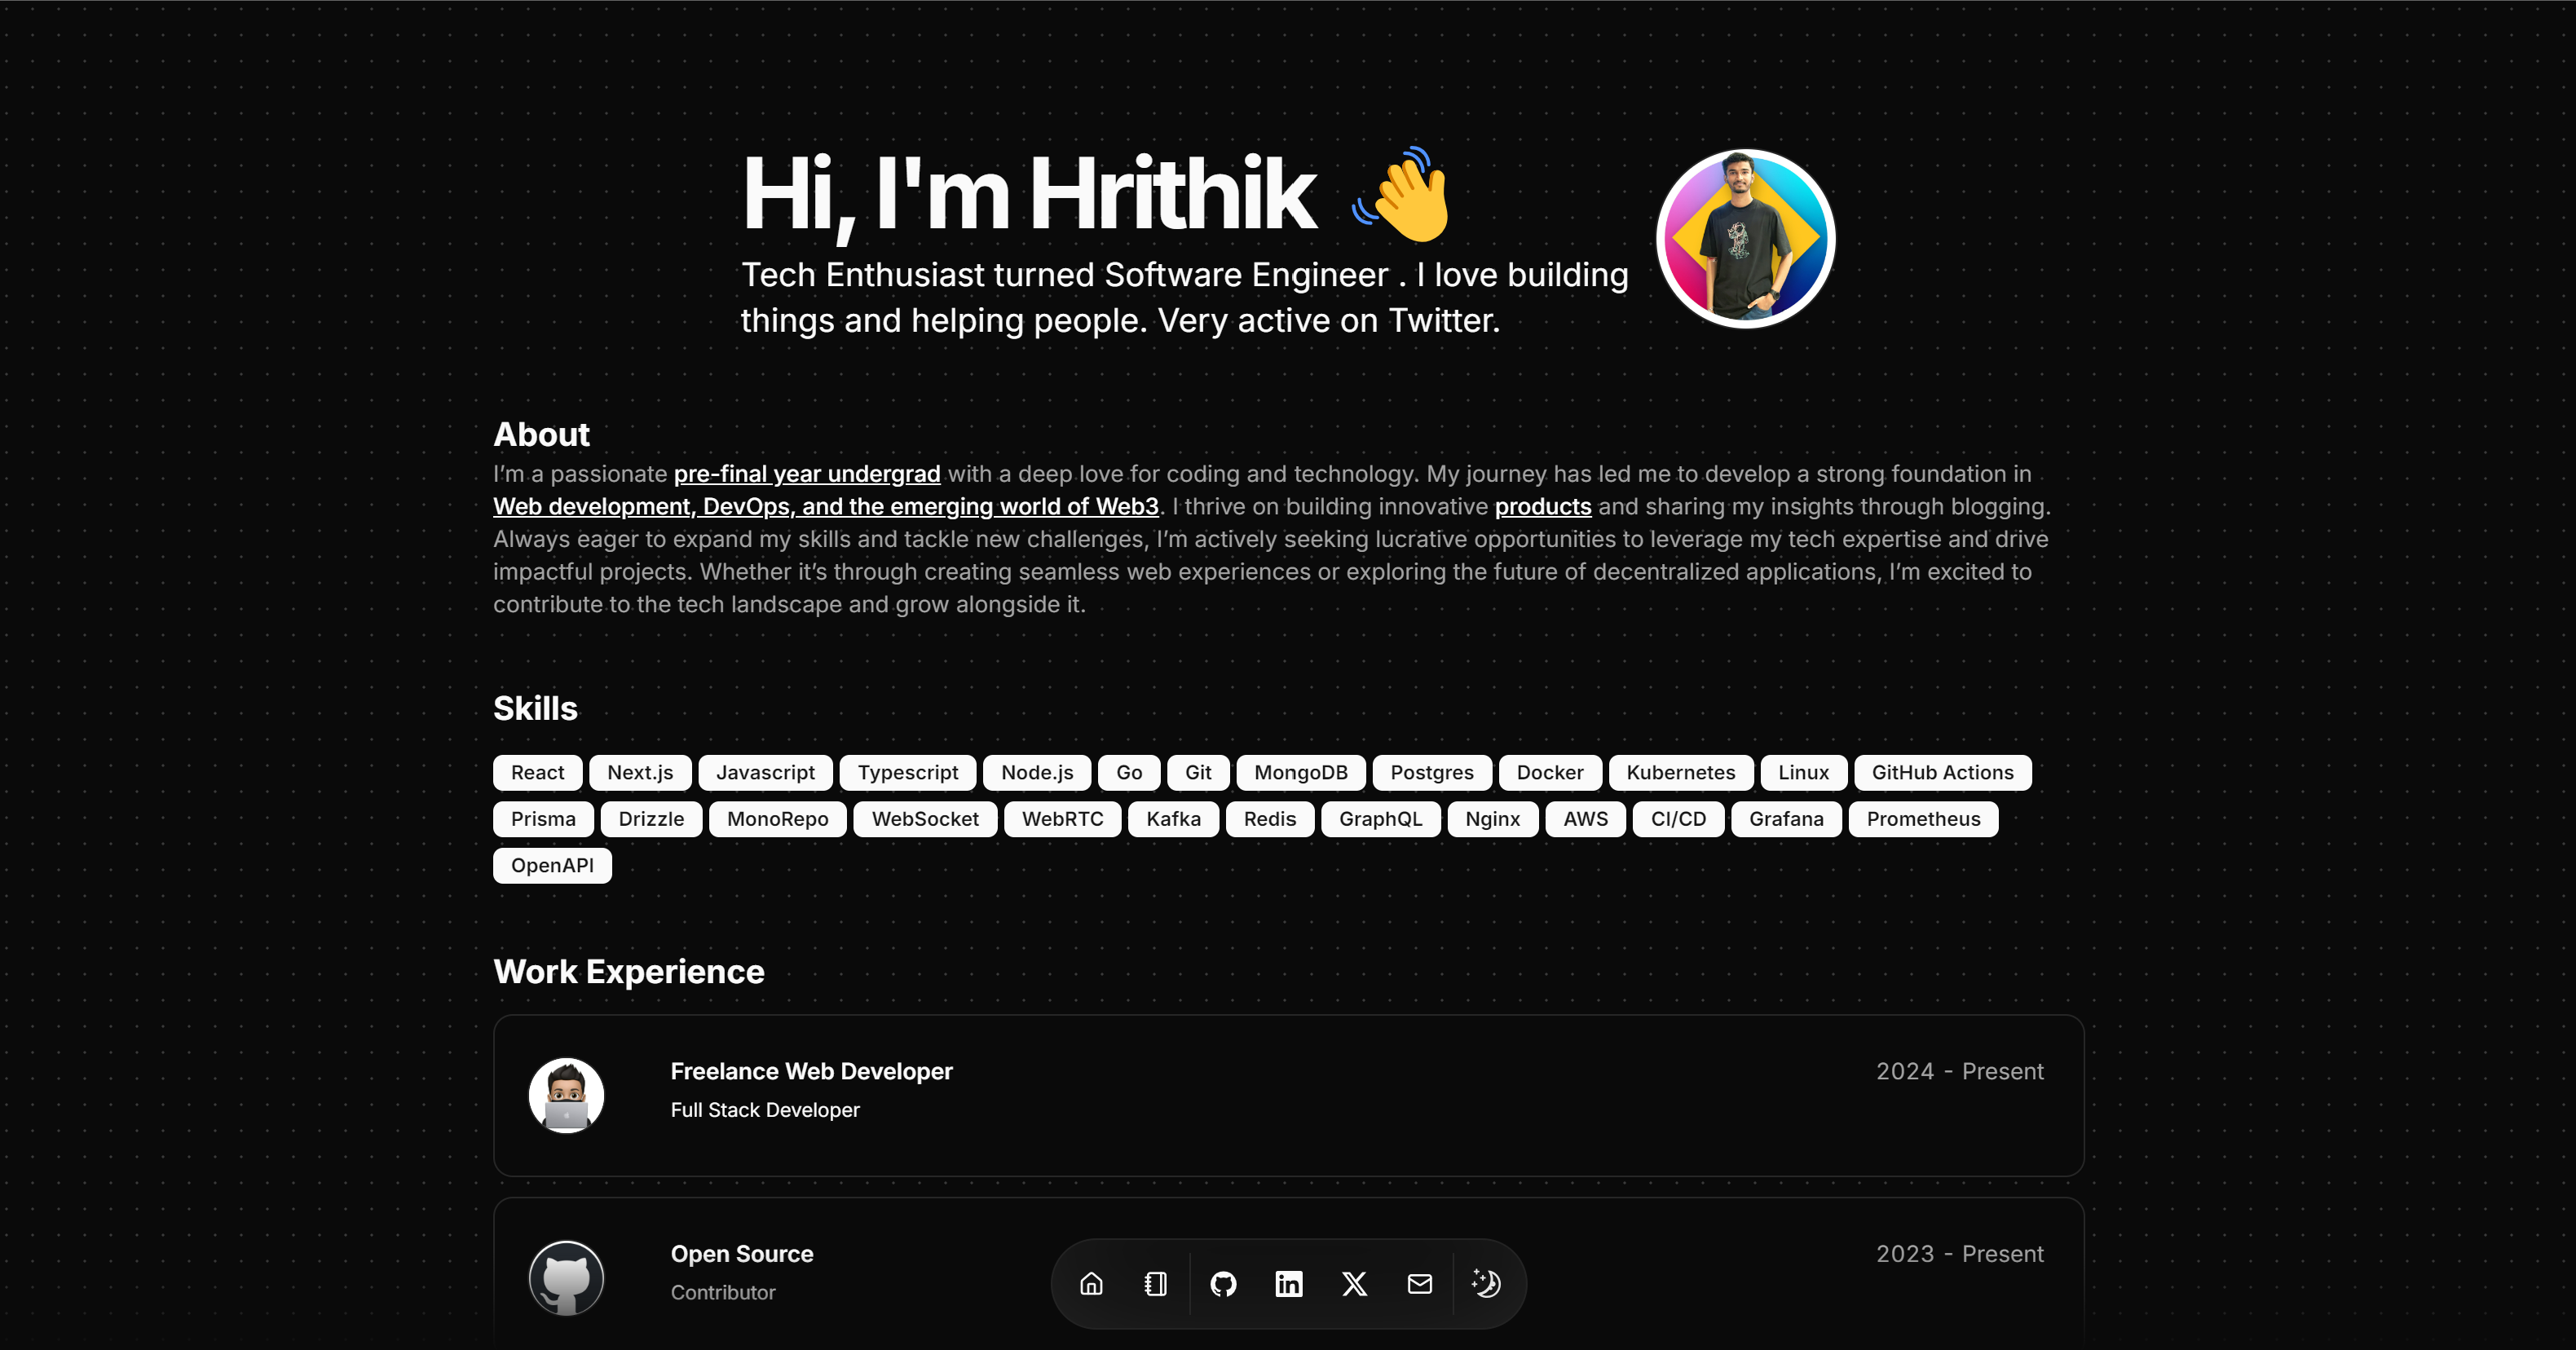 Hi, I'm Hrithik 👋
Tech Enthusiast turned Software Engineer . I love building
things and helping people. Very active on Twitter.
About
I’m a passionate pre-final year undergrad with a deep love for coding and technology. My journey has led me to develop a strong foundation in
Web development, DevOps, and the emerging world of Web3. I thrive on building innovative products and sharing my insights through blogging.
Always eager to expand my skills and tackle new challenges, I’m actively seeking lucrative opportunities to leverage my tech expertise and drive
impactful projects. Whether it’s through creating seamless web experiences or exploring the future of decentralized applications, I’m excited to
contribute to the tech landscape and grow alongside it.
Skills
React Next.js Javascript Typescript Node.js Go Git MongoDB Postgres Docker Kubernetes Linux GitHub Actions
Prisma Drizzle MonoRepo WebSocket WebRTC Kafka Redis GraphQL Nginx AWS CI/CD Grafana Prometheus
OpenAPI
Work Experience
Freelance Web Developer 2024 - Present
Full Stack Developer
Open Source 2023 - Present
Contributor